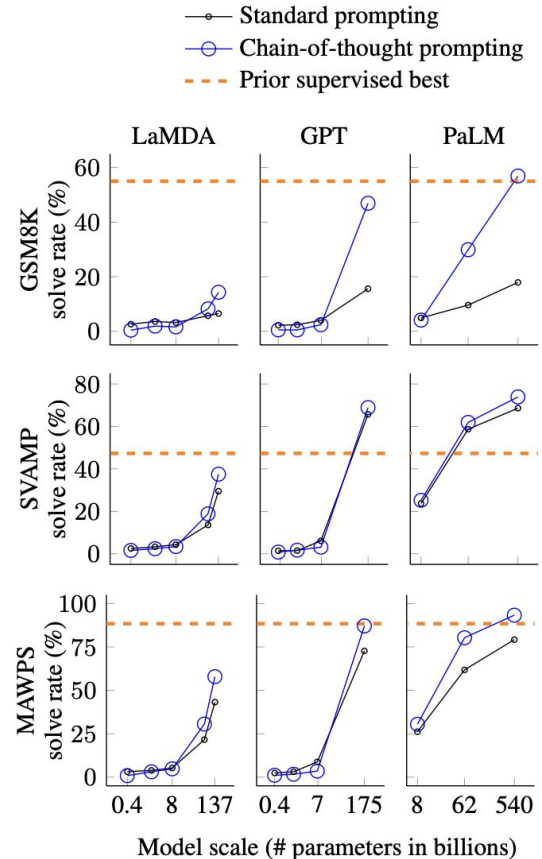 Standard prompting
Chain-of-thought prompting
Prior supervised best
LaMDA GPT PaLM
GSM8K
solve rate (%)
60
40
20
0
SVAMP
solve rate (%)
80
60
40
20
0
MAWPS
solve rate (%)
100
75
50
25
0
0.4 8 137 0.4 7 175 8 62 540
Model scale (# parameters in billions)